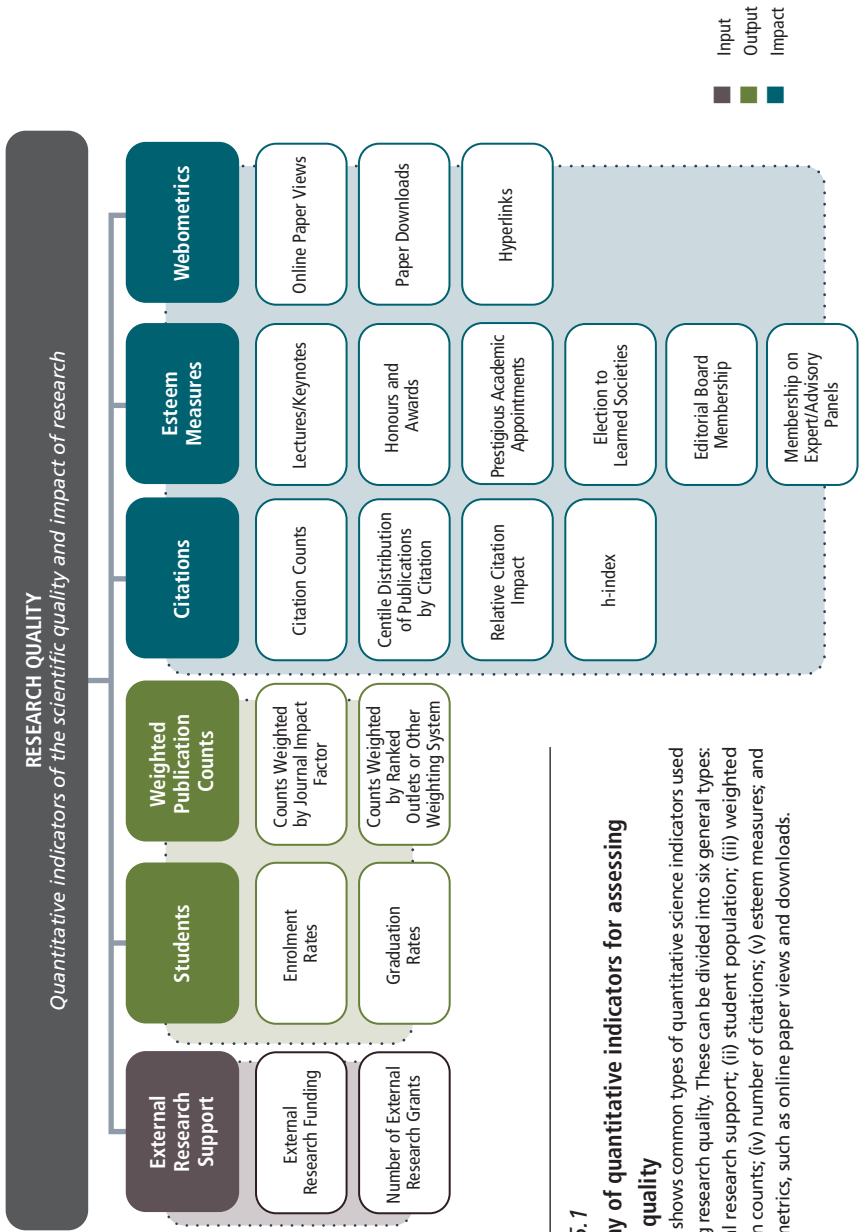 RESEARCH QUALITY
Quantitative indicators of the scientific quality and impact of research
External
Research
Support
External
Research Funding
Number of External
Research Grants
Students
Enrolment
Rates
Graduation
Rates
Weighted
Publication
Counts
Counts Weighted
by Journal Impact
Factor
Counts Weighted
by Ranked
Outlets or Other
Weighting System
Citations
Citation Counts
Centile Distribution
of Publications
by Citation
Relative Citation
Impact
h-index
Esteem
Measures
Lectures/Keynotes
Honours and
Awards
Prestigious Academic
Appointments
Election to
Learned Societies
Editorial Board
Membership
Membership on
Expert/Advisory
Panels
Webometrics
Online Paper Views
Paper Downloads
Hyperlinks
Input
Output
Impact
5.1
of quantitative indicators for assessing
quality
shows common types of quantitative science indicators used
research quality. These can be divided into six general types:
research support; (ii) student population; (iii) weighted
counts; (iv) number of citations; (v) esteem measures; and
such as online paper views and downloads.